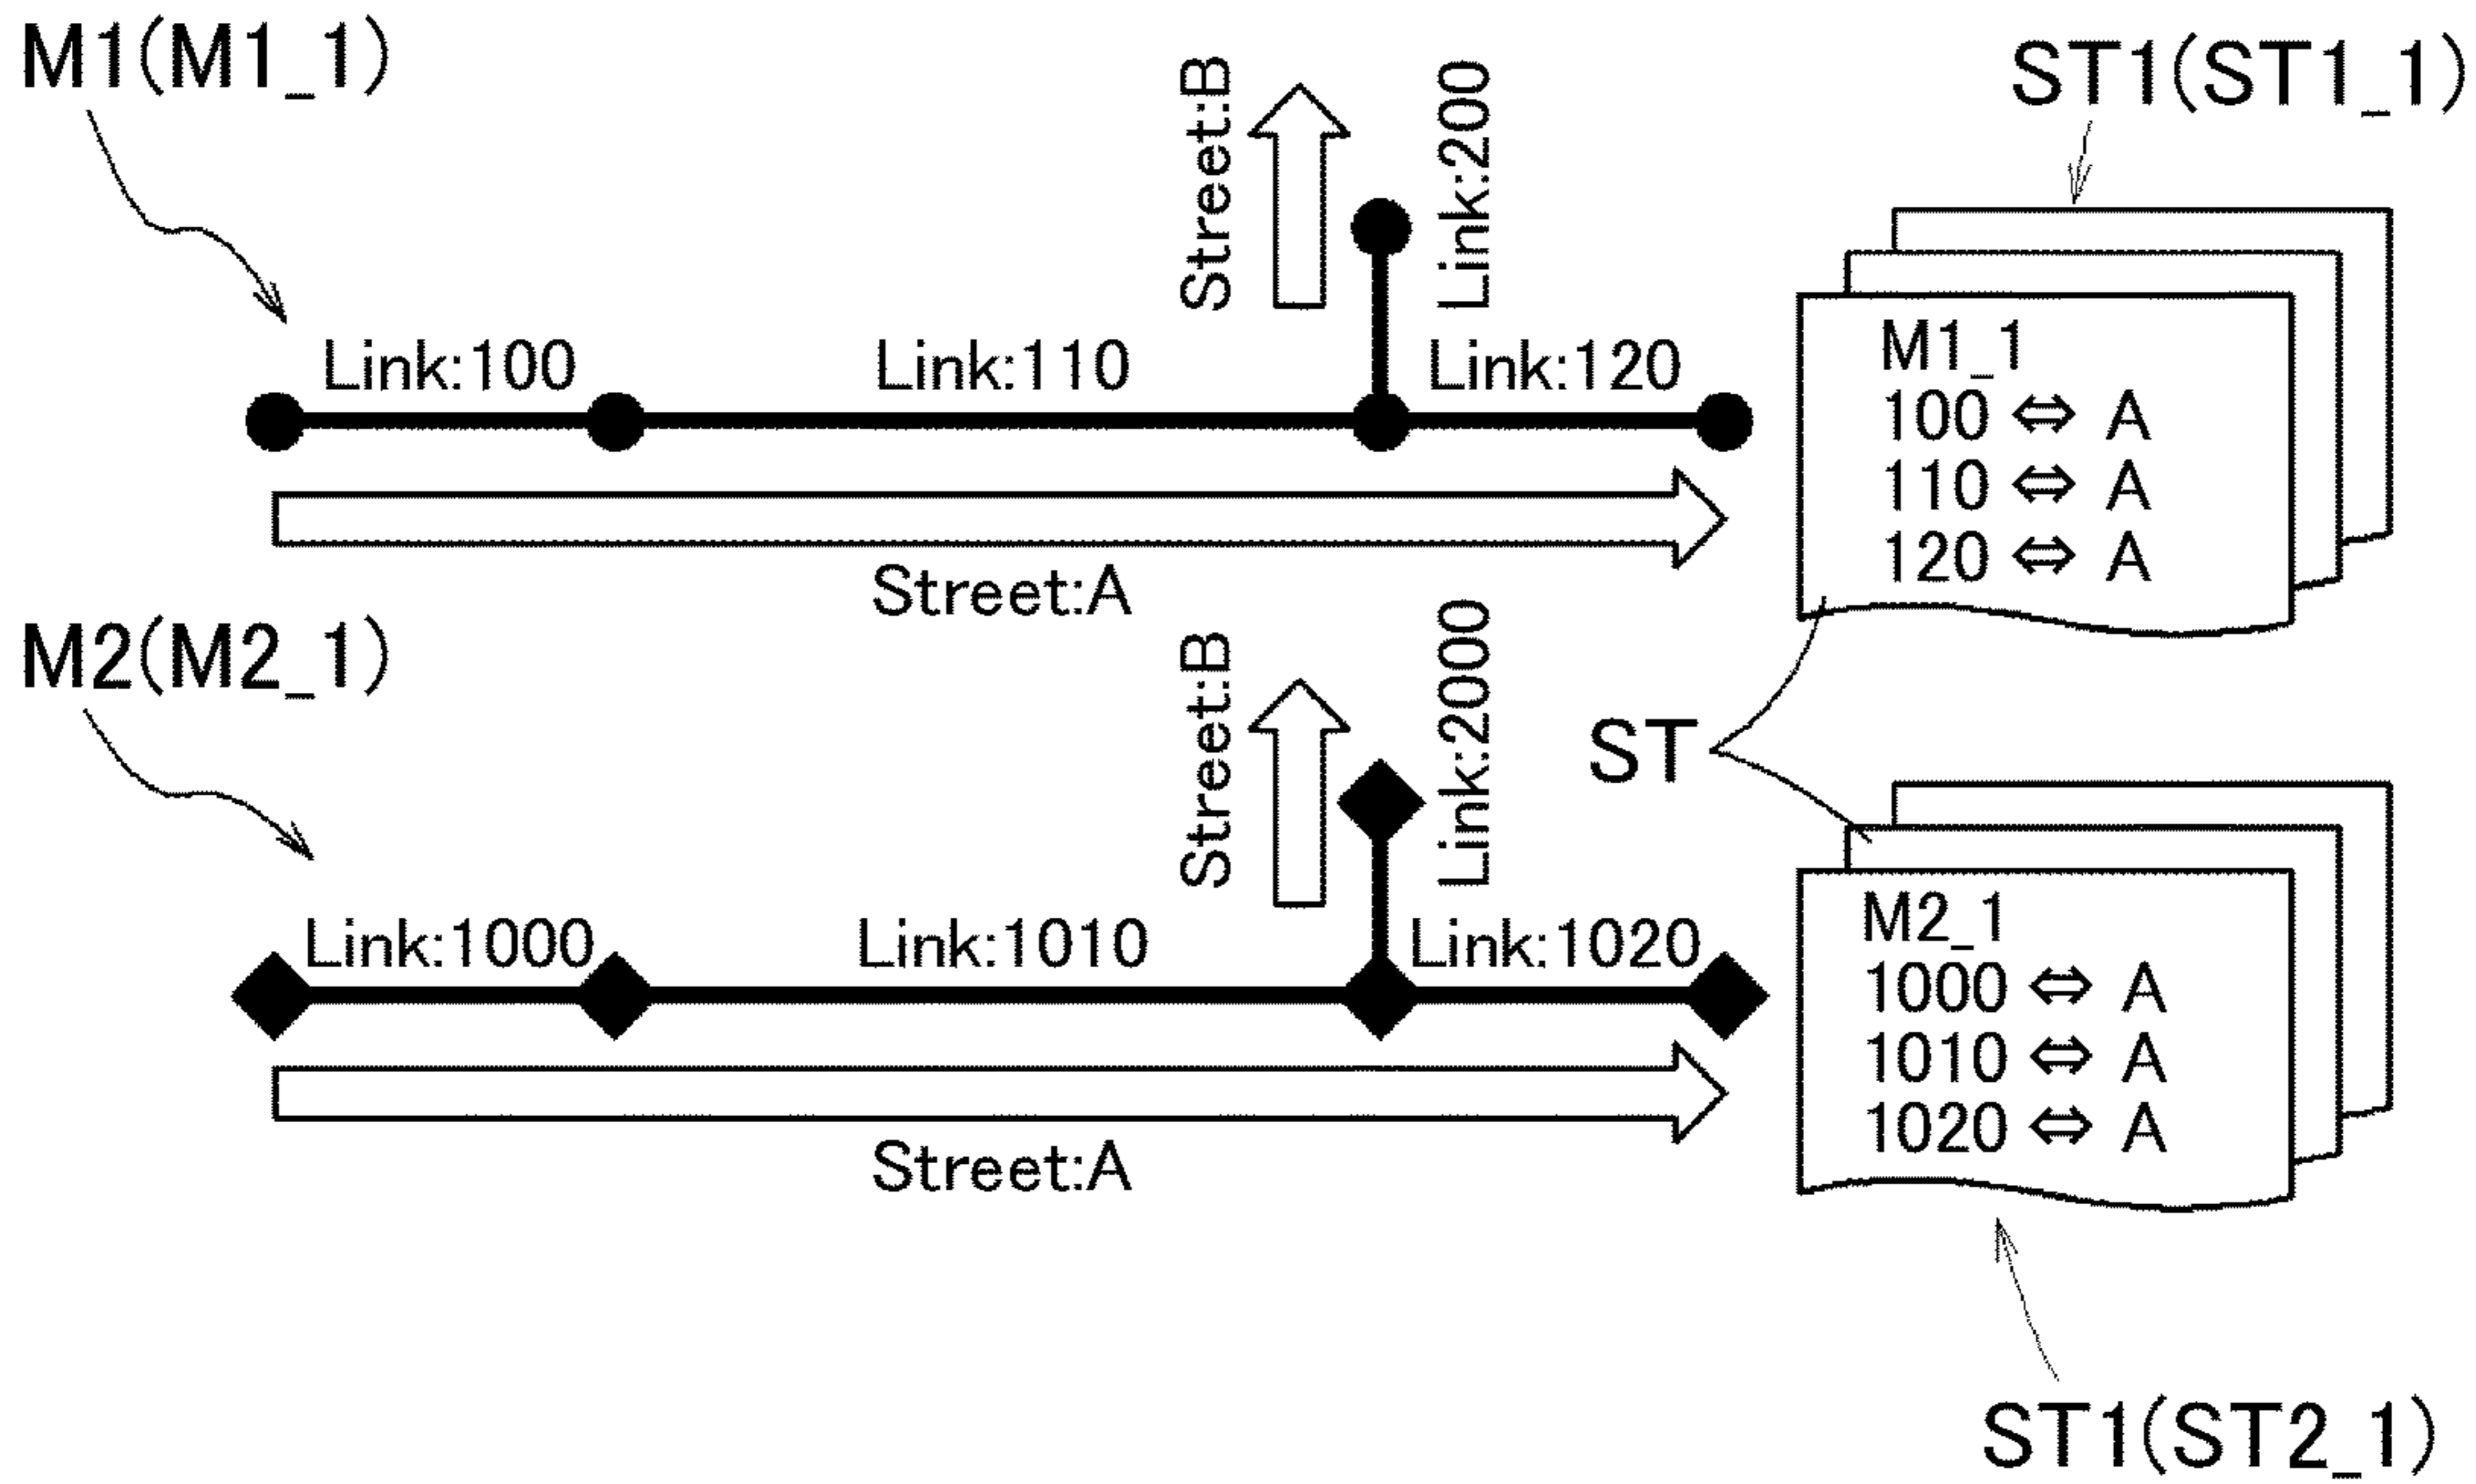 M1(M1_1)
Street:B
Link:200
ST1(ST1_1)
Link:100
Link:110
Link:120
Street:A
M1_1
100 ⇔ A
110 ⇔ A
120 ⇔ A
M2(M2_1)
Street:B
Link:2000
ST
Link:1000
Link:1010
Link:1020
Street:A
M2_1
1000 ⇔ A
1010 ⇔ A
1020 ⇔ A
ST1(ST2_1)